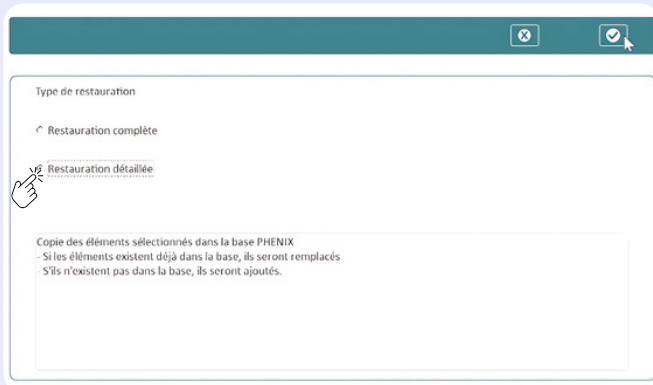 Type de restauration
Restauration complète
Restauration détaillée
Copie des éléments sélectionnés dans la base PHENIX
- Si les éléments existent déjà dans la base, ils seront remplacés
- S'ils n'existent pas dans la base, ils seront ajoutés.